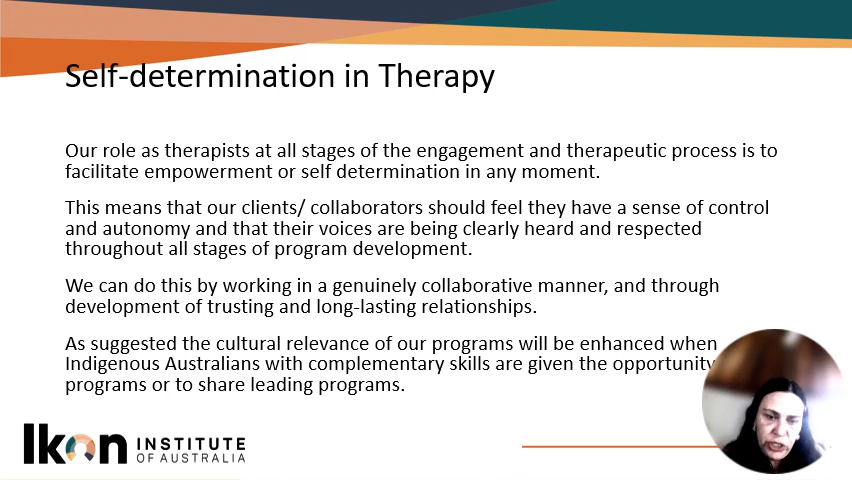 Self-determination in Therapy
Our role as therapists at all stages of the engagement and therapeutic process is to
facilitate empowerment or self determination in any moment.
This means that our clients/ collaborators should feel they have a sense of control
and autonomy and that their voices are being clearly heard and respected
throughout all stages of program development.
We can do this by working in a genuinely collaborative manner, and through
development of trusting and long-lasting relationships.
As suggested the cultural relevance of our programs will be enhanced when
Indigenous Australians with complementary skills are given the opportunity
programs or to share leading programs.
Ikon INSTITUTE
OF AUSTRALIA